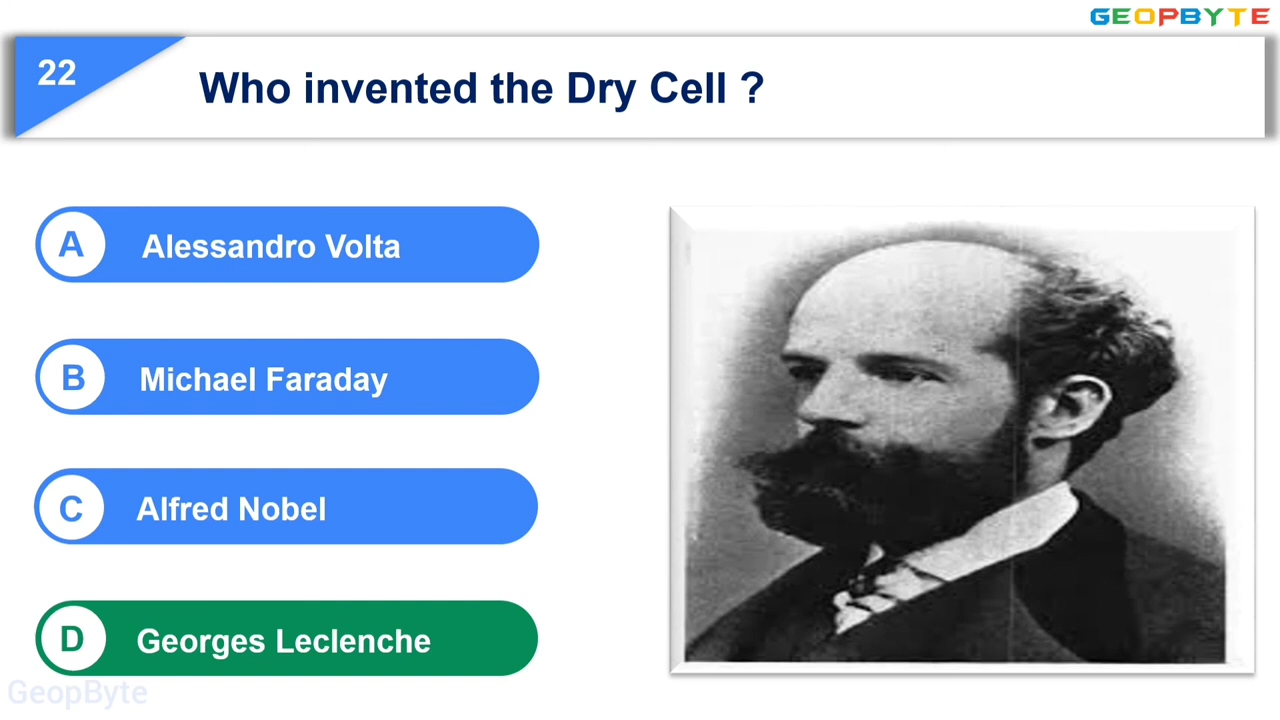 GEOPBYTE
22
Who invented the Dry Cell ?
A
Alessandro Volta
B
Michael Faraday
C
Alfred Nobel
D
Georges Leclenche
GeopByte